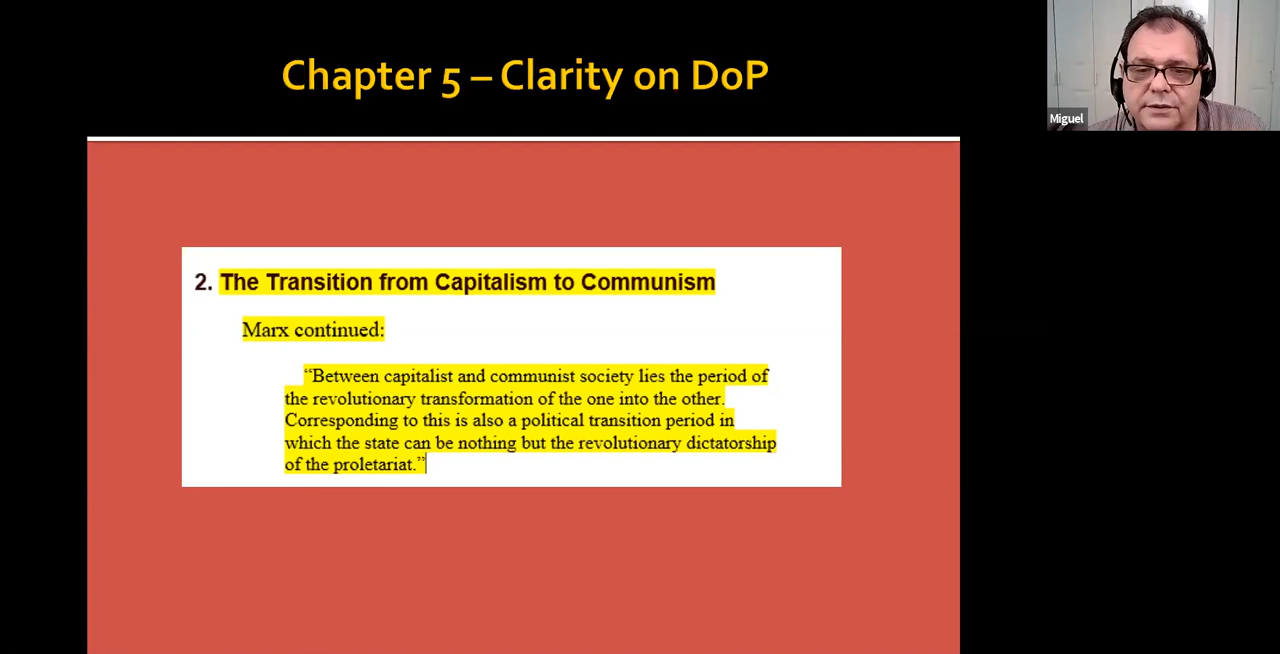 Chapter 5 – Clarity on DoP
Miguel
2. The Transition from Capitalism to Communism
Marx continued:
“Between capitalist and communist society lies the period of
the revolutionary transformation of the one into the other.
Corresponding to this is also a political transition period in
which the state can be nothing but the revolutionary dictatorship
of the proletariat.”